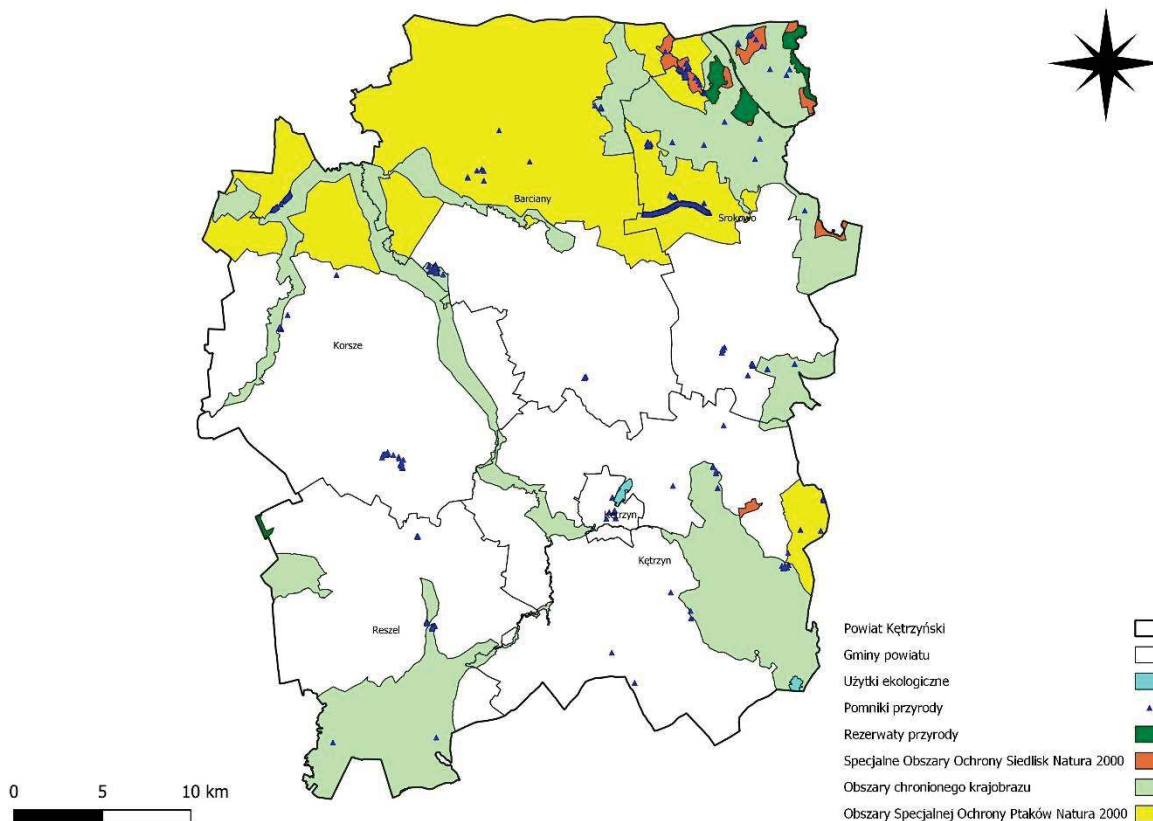 Barciany
Srokowo
Korsze
Kętrzyn
Kętrzyn
Reszel
Powiat Kętrzyński
Gminy powiatu
Użytki ekologiczne
Pomniki przyrody
Rezerwaty przyrody
Specjalne Obszary Ochrony Siedlisk Natura 2000
Obszary chronionego krajobrazu
Obszary Specjalnej Ochrony Ptaków Natura 2000
0 5 10 km